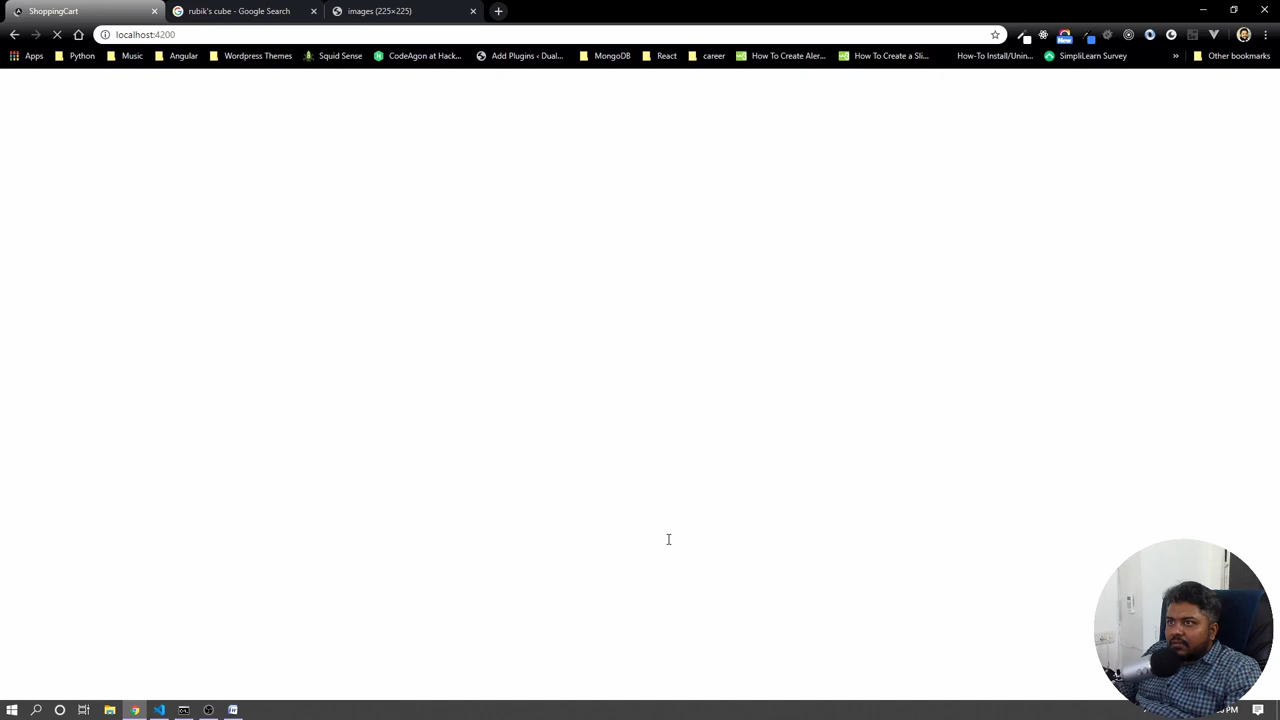 ShoppingCart
rubik's cube - Google Search
images (225×225)
localhost:4200
Apps
Python
Music
Angular
Wordpress Themes
Squid Sense
CodeAgon at Hack...
Add Plugins ‹ Dual...
MongoDB
React
career
How To Create Aler...
How To Create a Sli...
How-To Install/Unin...
SimpliLearn Survey
»
Other bookmarks
PM